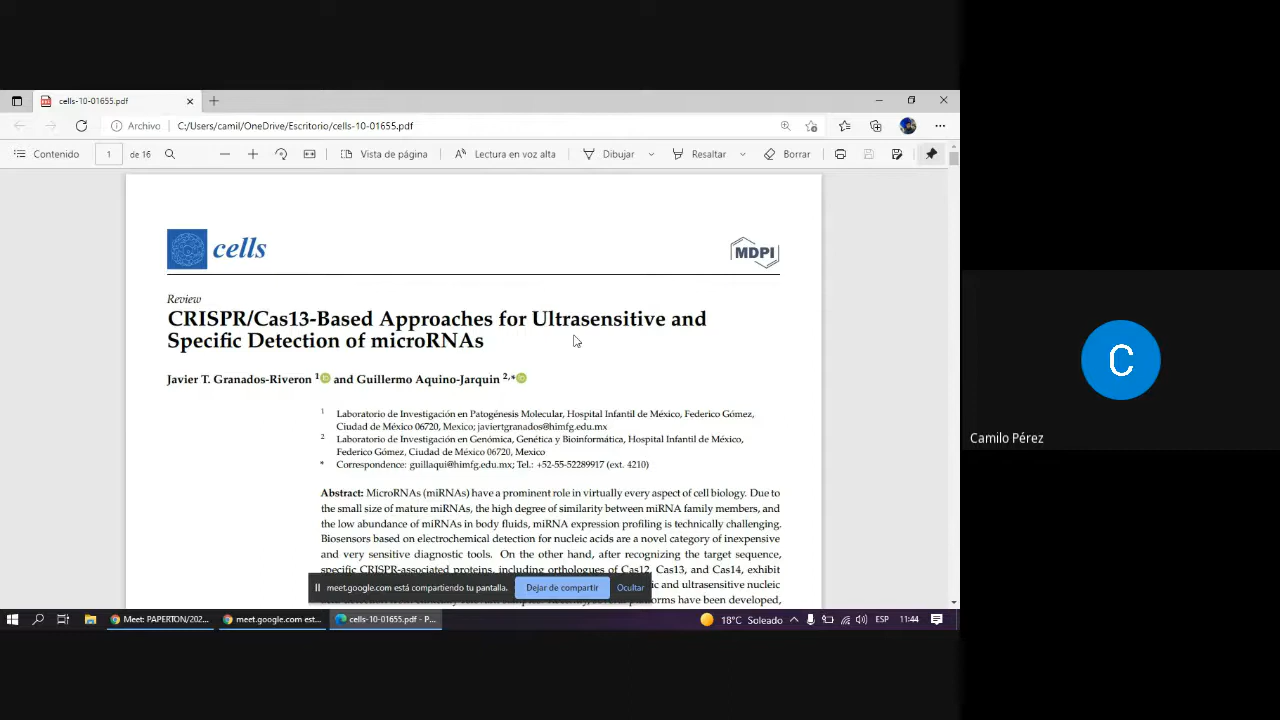 cells-10-01655.pdf
Archivo C:/Users/camil/OneDrive/Escritorio/cells-10-01655.pdf
Contenido 1 de 16 Vista de página Lectura en voz alta Dibujar Resaltar Borrar
cells
MDPI
Review
CRISPR/Cas13-Based Approaches for Ultrasensitive and
Specific Detection of microRNAs
Javier T. Granados-Riveron 1 and Guillermo Aquino-Jarquin 2,*
1 Laboratorio de Investigación en Patogénesis Molecular, Hospital Infantil de México, Federico Gómez,
Ciudad de México 06720, Mexico; javiertgranados@himfg.edu.mx
2 Laboratorio de Investigación en Genómica, Genética y Bioinformática, Hospital Infantil de México,
Federico Gómez, Ciudad de México 06720, Mexico
* Correspondence: guillaqui@himfg.edu.mx; Tel.: +52-55-52289917 (ext. 4210)
Abstract: MicroRNAs (miRNAs) have a prominent role in virtually every aspect of cell biology. Due to
the small size of mature miRNAs, the high degree of similarity between miRNA family members, and
the low abundance of miRNAs in body fluids, miRNA expression profiling is technically challenging.
Biosensors based on electrochemical detection for nucleic acids are a novel category of inexpensive
and very sensitive diagnostic tools. On the other hand, after recognizing the target sequence,
specific CRISPR-associated proteins, including orthologues of Cas12, Cas13, and Cas14, exhibit
and ultrasensitive nucleic
forms have been developed,
meet.google.com está compartiendo tu pantalla. Dejar de compartir Ocultar
Meet: PAPERTON/202... meet.google.com est... cells-10-01655.pdf - P... 18°C Soleado ESP 11:44
C
Camilo Pérez